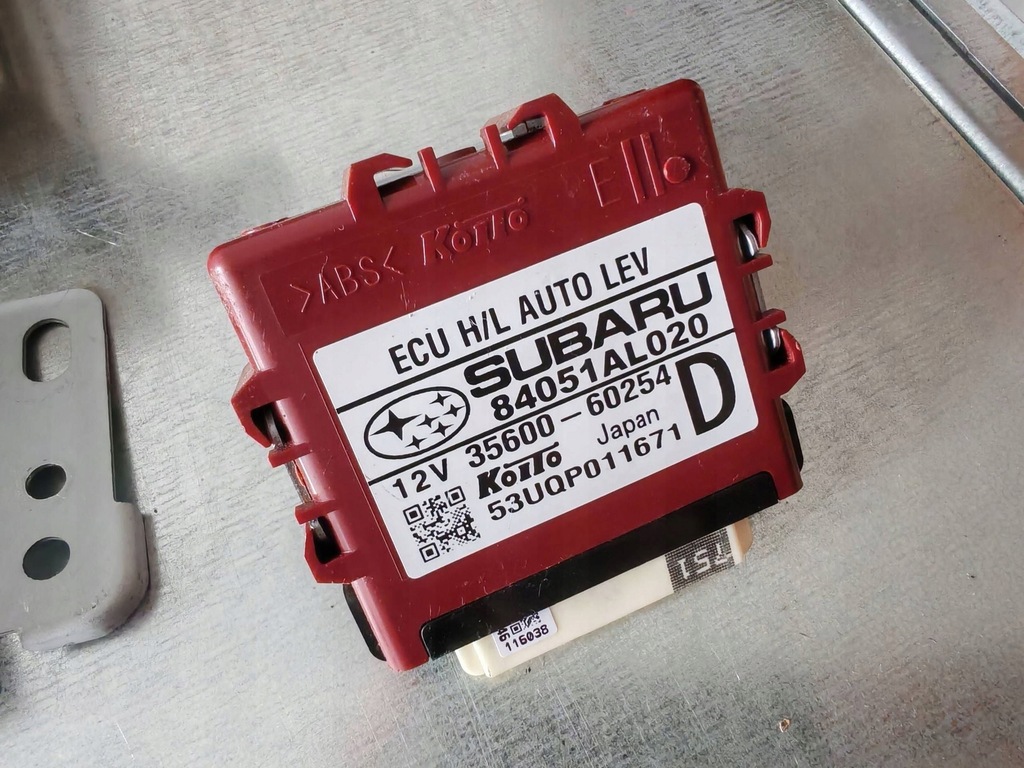 >ABS< KOITO
E
ECU H/L AUTO LEV
SUBARU
84051AL020
12V 35600-60254
KOITO Japan
D
53UQP011671
116038